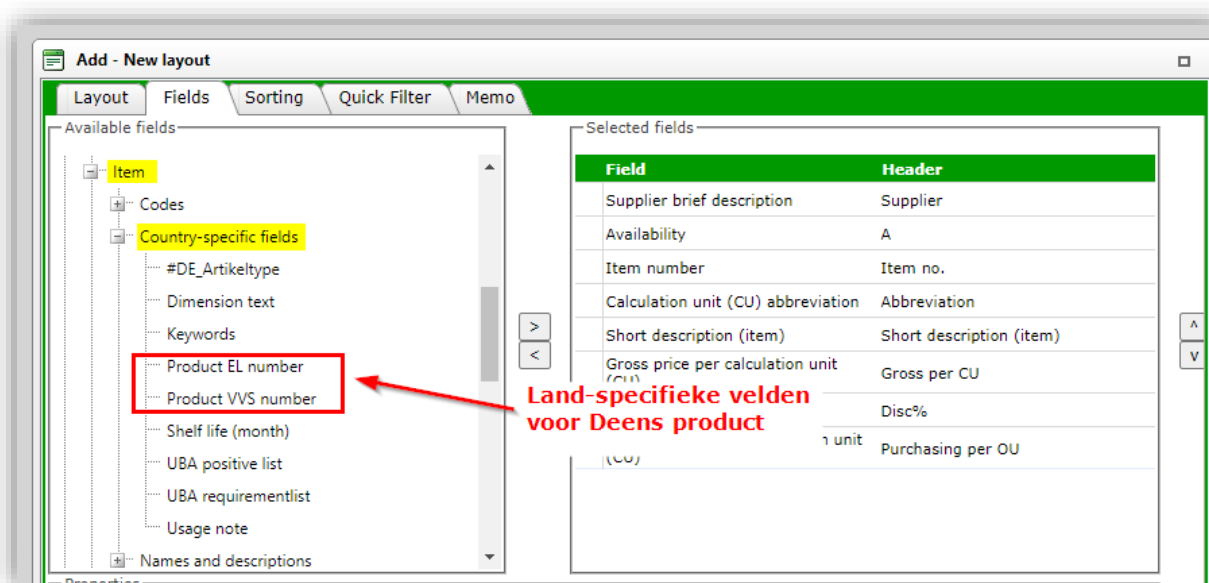 Add - New layout
Layout Fields Sorting Quick Filter Memo
Available fields
Item
Codes
Country-specific fields
#DE_Artikeltype
Dimension text
Keywords
Product EL number
Product VVS number
Shelf life (month)
UBA positive list
UBA requirementlist
Usage note
Names and descriptions
>
<
Selected fields
Field Header
Supplier brief description Supplier
Availability A
Item number Item no.
Calculation unit (CU) abbreviation Abbreviation
Short description (item) Short description (item)
Gross price per calculation unit
(CU) Gross per CU
Disc%
unit
(CU) Purchasing per OU
Land-specifieke velden
voor Deens product
^
v
Properties